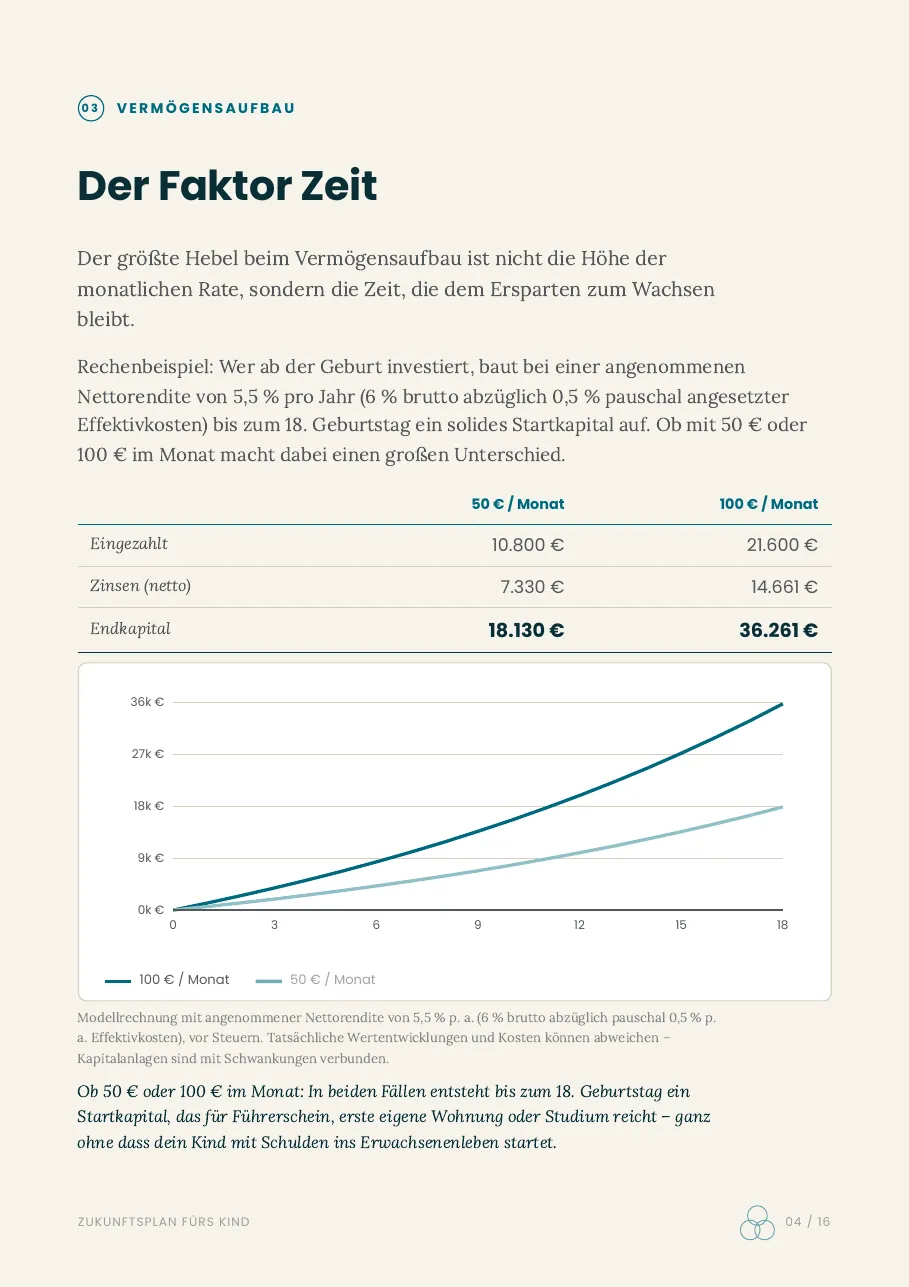 03 VERMÖGENSAUFBAU
Der Faktor Zeit
Der größte Hebel beim Vermögensaufbau ist nicht die Höhe der
monatlichen Rate, sondern die Zeit, die dem Ersparten zum Wachsen
bleibt.
Rechenbeispiel: Wer ab der Geburt investiert, baut bei einer angenommenen
Nettorendite von 5,5 % pro Jahr (6 % brutto abzüglich 0,5 % pauschal angesetzter
Effektivkosten) bis zum 18. Geburtstag ein solides Startkapital auf. Ob mit 50 € oder
100 € im Monat macht dabei einen großen Unterschied.
50 € / Monat 100 € / Monat
Eingezahlt 10.800 € 21.600 €
Zinsen (netto) 7.330 € 14.661 €
Endkapital 18.130 € 36.261 €
36k €
27k €
18k €
9k €
0k €
0 3 6 9 12 15 18
100 € / Monat 50 € / Monat
Modellrechnung mit angenommener Nettorendite von 5,5 % p. a. (6 % brutto abzüglich pauschal 0,5 % p.
a. Effektivkosten), vor Steuern. Tatsächliche Wertentwicklungen und Kosten können abweichen –
Kapitalanlagen sind mit Schwankungen verbunden.
Ob 50 € oder 100 € im Monat: In beiden Fällen entsteht bis zum 18. Geburtstag ein
Startkapital, das für Führerschein, erste eigene Wohnung oder Studium reicht – ganz
ohne dass dein Kind mit Schulden ins Erwachsenenleben startet.
ZUKUNFTSPLAN FÜRS KIND 04 / 16